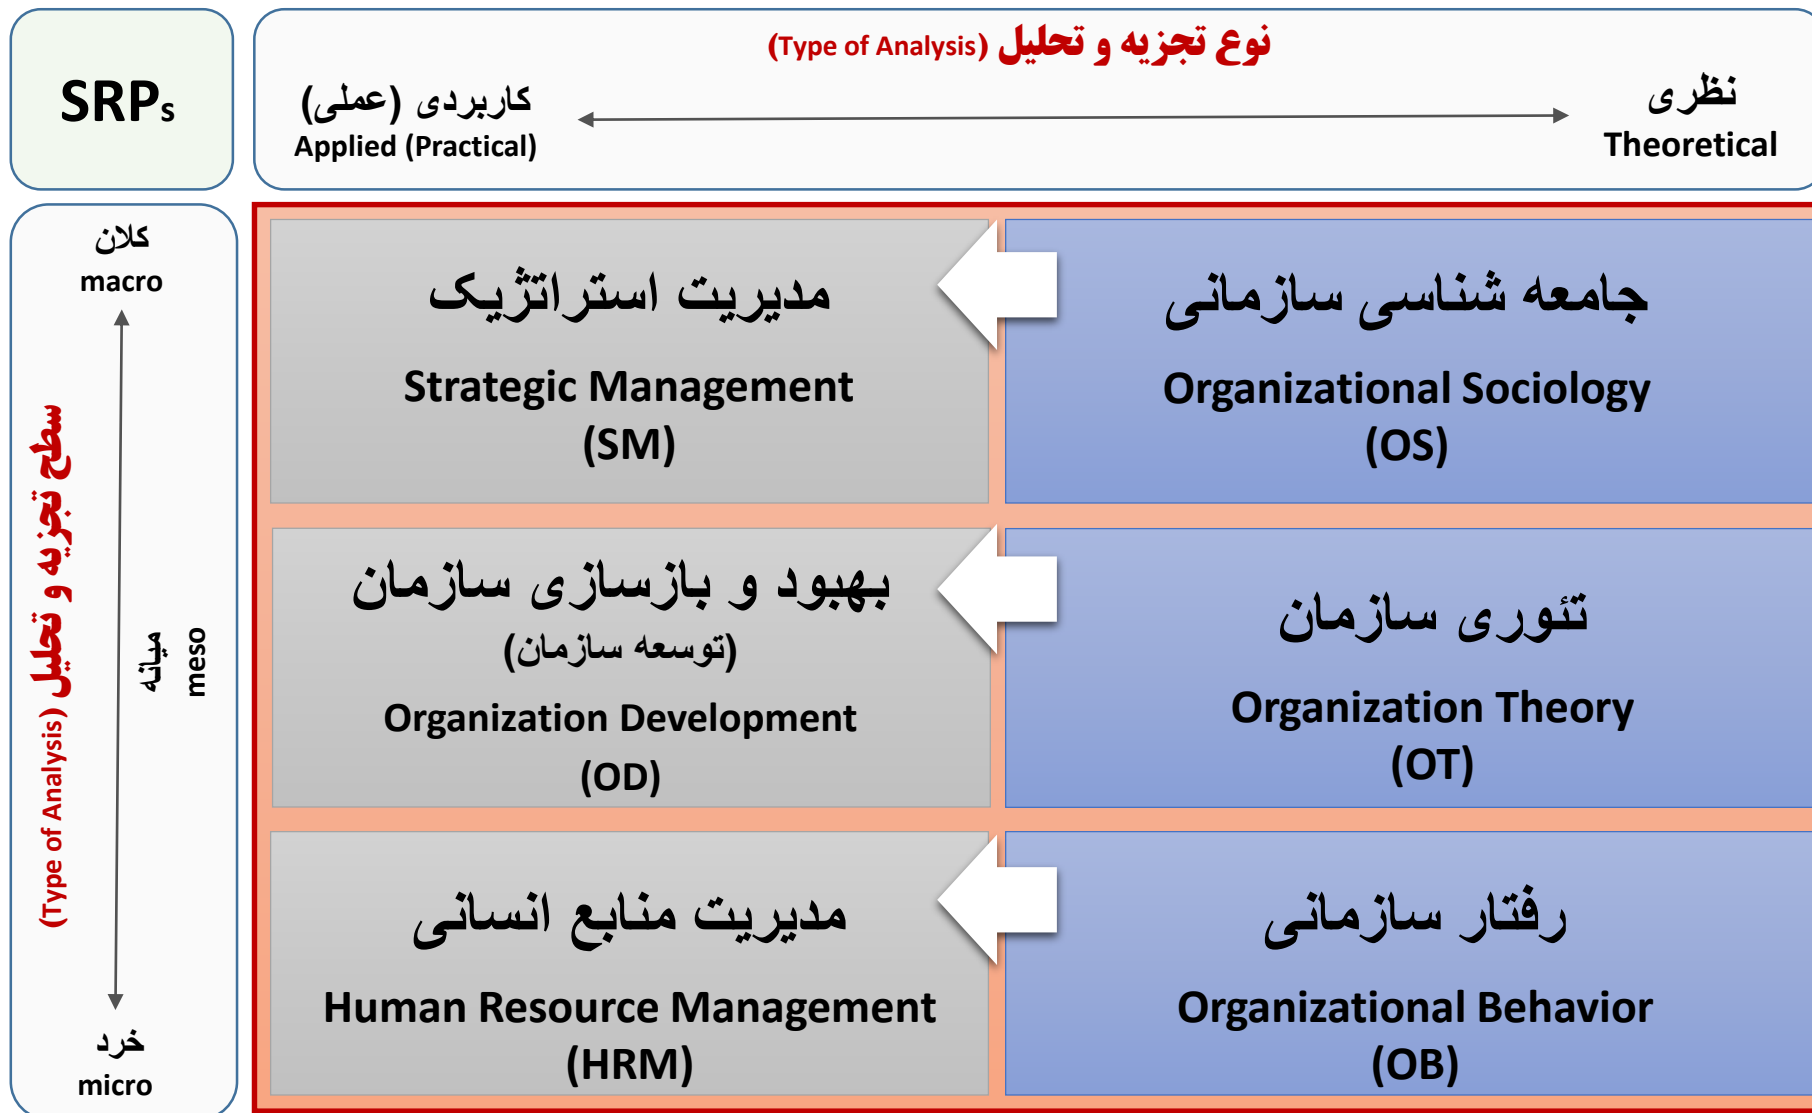 SRPs
نوع تجزیه و تحلیل (Type of Analysis)
کاربردی (عملی)
Applied (Practical)
نظری
Theoretical
کلان
macro
سطح تجزیه و تحلیل (Type of Analysis)
میانه
meso
خرد
micro
مدیریت استراتژیک
Strategic Management
(SM)
جامعه شناسی سازمانی
Organizational Sociology
(OS)
بهبود و بازسازی سازمان
(توسعه سازمان)
Organization Development
(OD)
تئوری سازمان
Organization Theory
(OT)
مدیریت منابع انسانی
Human Resource Management
(HRM)
رفتار سازمانی
Organizational Behavior
(OB)